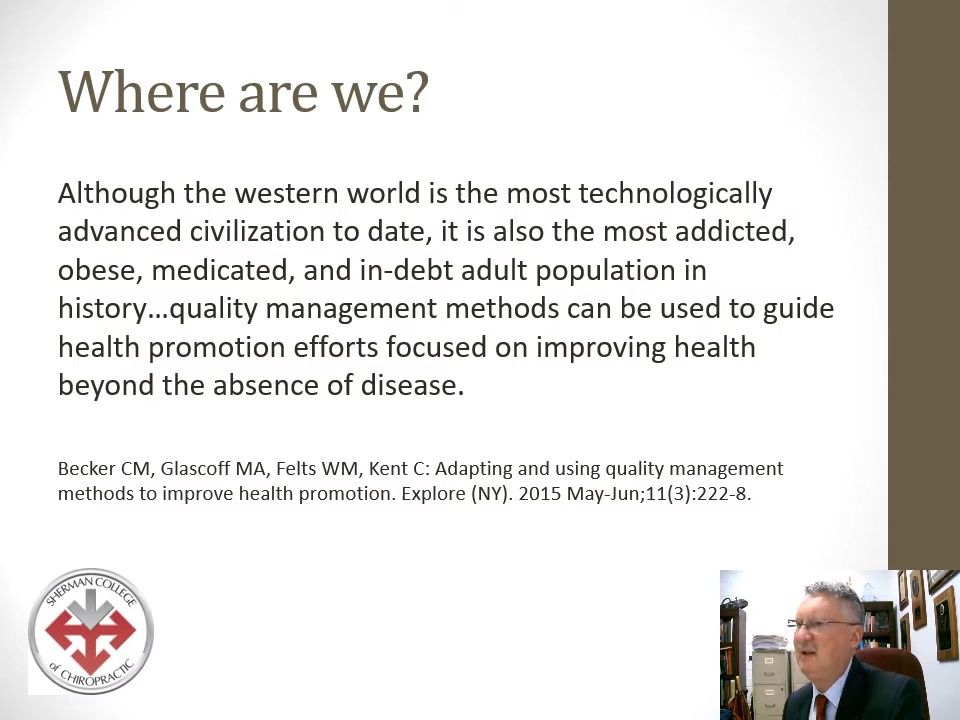 Where are we?
Although the western world is the most technologically
advanced civilization to date, it is also the most addicted,
obese, medicated, and in-debt adult population in
history…quality management methods can be used to guide
health promotion efforts focused on improving health
beyond the absence of disease.
Becker CM, Glascoff MA, Felts WM, Kent C: Adapting and using quality management
methods to improve health promotion. Explore (NY). 2015 May-Jun;11(3):222-8.
SHERMAN COLLEGE
of CHIROPRACTIC